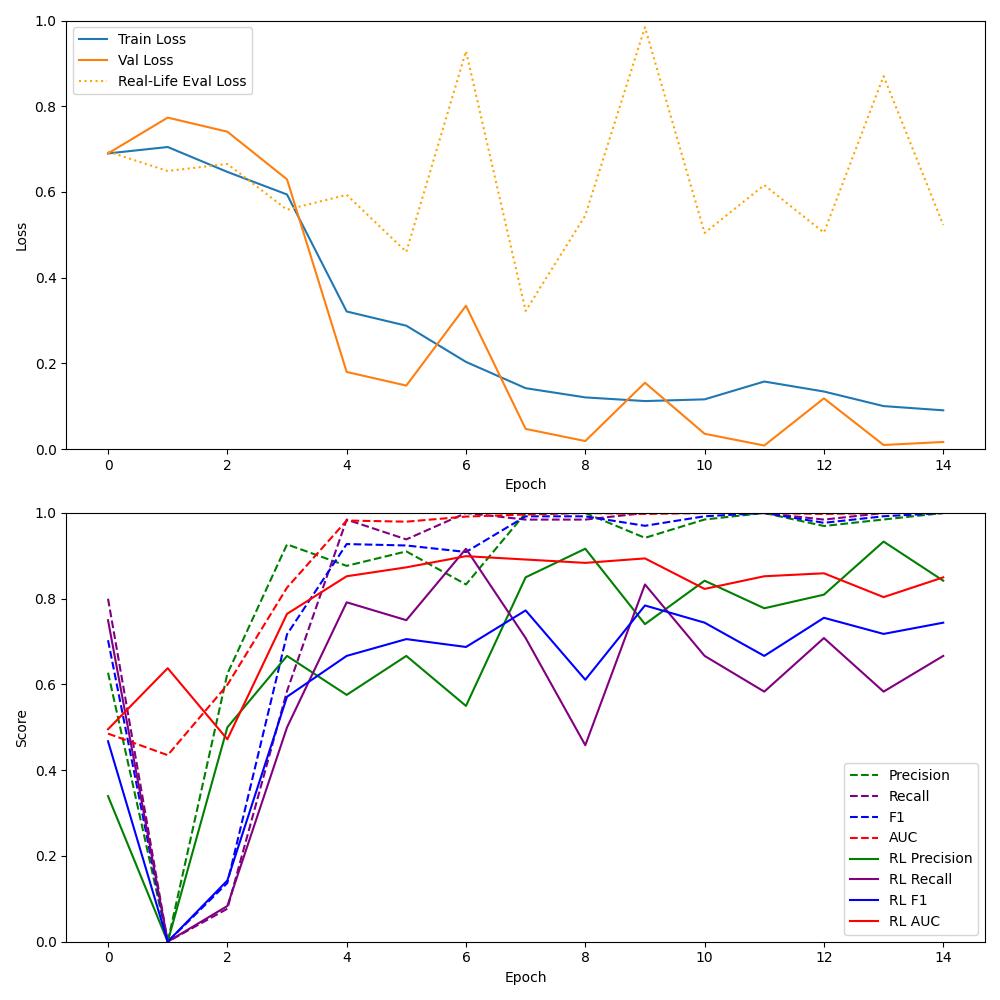 1.0
0.8
0.6
0.4
0.2
0.0
Loss
Train Loss
Val Loss
Real-Life Eval Loss
0 2 4 6 8 10 12 14
Epoch
1.0
0.8
0.6
0.4
0.2
0.0
Score
Precision
Recall
F1
AUC
RL Precision
RL Recall
RL F1
RL AUC
0 2 4 6 8 10 12 14
Epoch